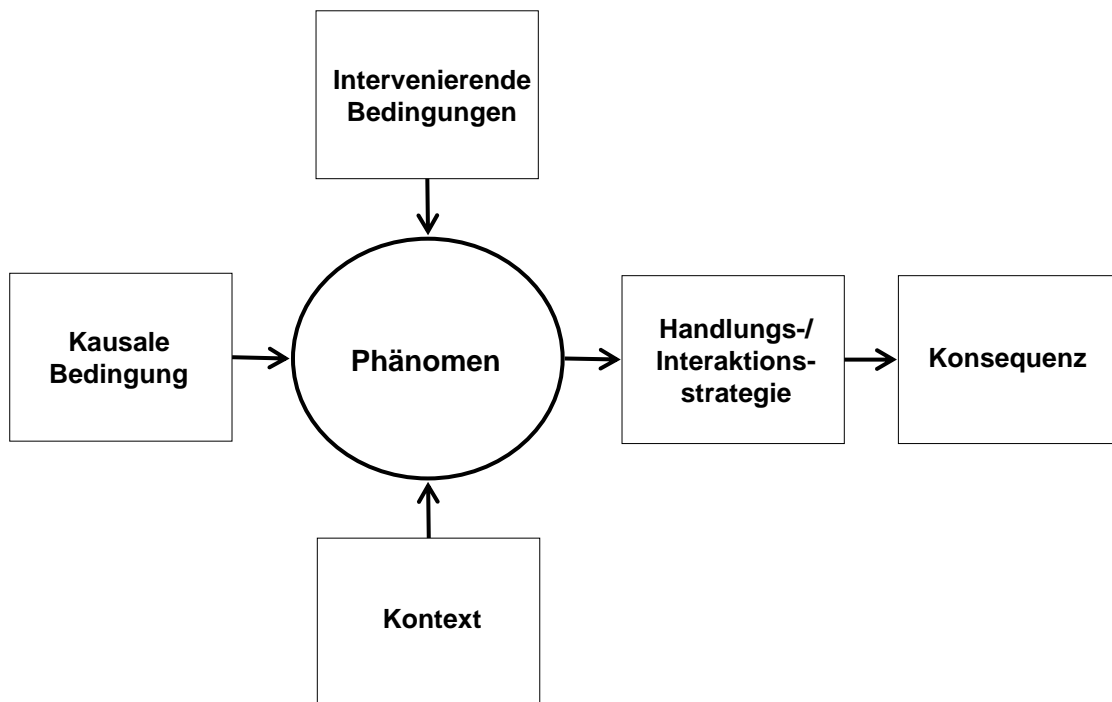 Intervenierende
Bedingungen
Kausale
Bedingung
Phänomen
Handlungs-/
Interaktions-
strategie
Konsequenz
Kontext